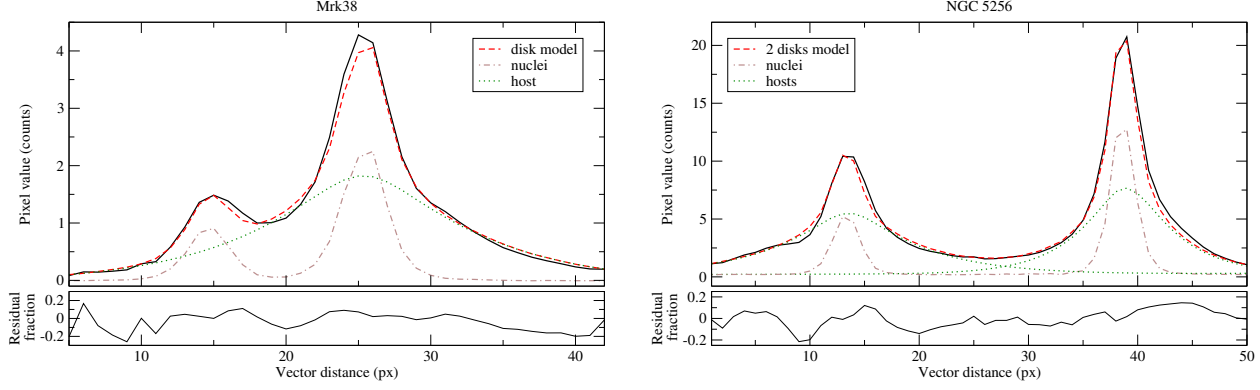 Mrk38
Pixel value (counts)
4
3
2
1
0
disk model
nuclei
host
Residual
fraction
0.2
0
-0.2
10
20
30
40
Vector distance (px)
NGC 5256
Pixel value (counts)
20
15
10
5
0
2 disks model
nuclei
hosts
Residual
fraction
0.2
0
-0.2
10
20
30
40
50
Vector distance (px)